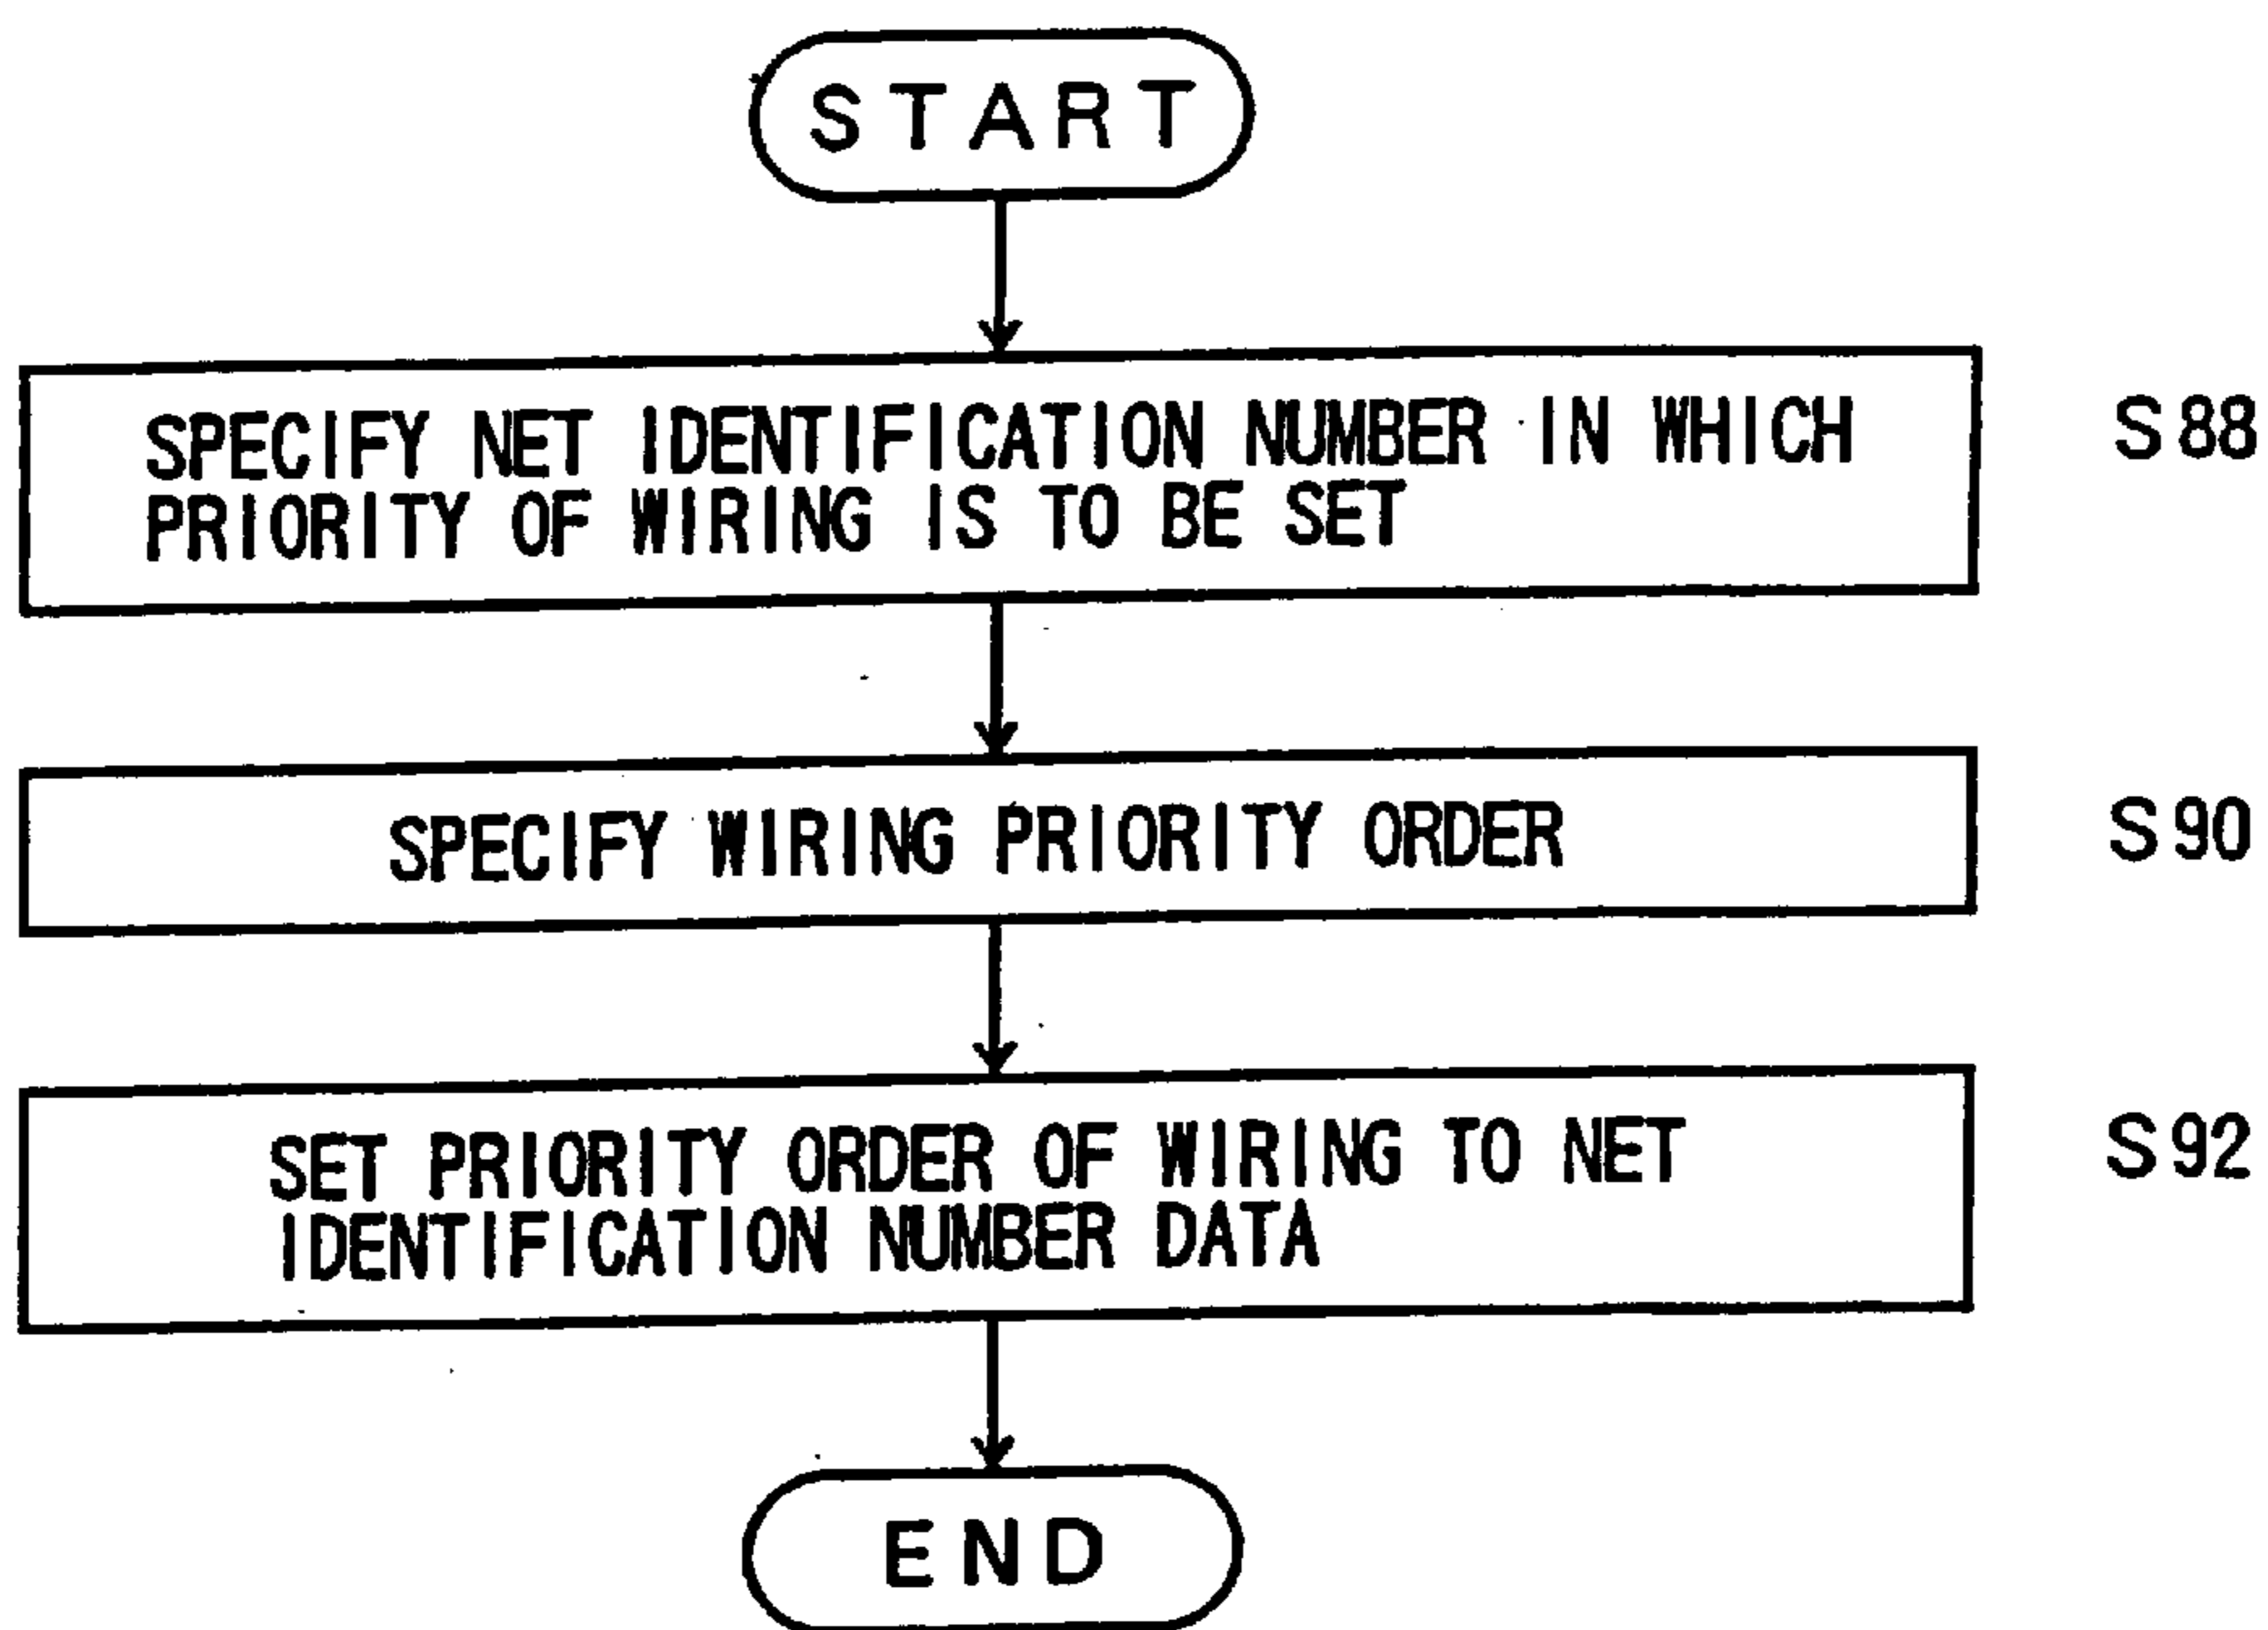 START
SPECIFY NET IDENTIFICATION NUMBER IN WHICH
PRIORITY OF WIRING IS TO BE SET
S88
SPECIFY WIRING PRIORITY ORDER
S90
SET PRIORITY ORDER OF WIRING TO NET
IDENTIFICATION NUMBER DATA
S92
END